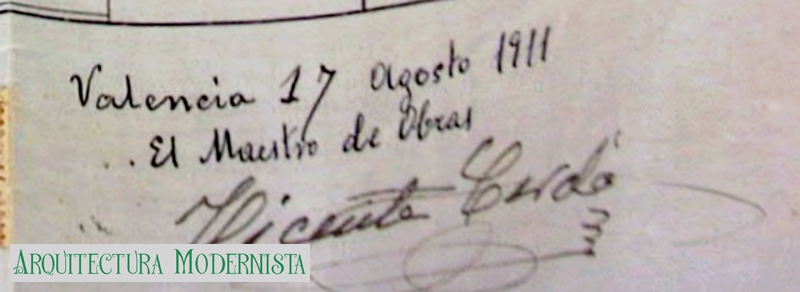 Valencia 17 Agosto 1911
El Maestro de Obras
Vicente Cerdá
ARQUITECTURA MODERNISTA